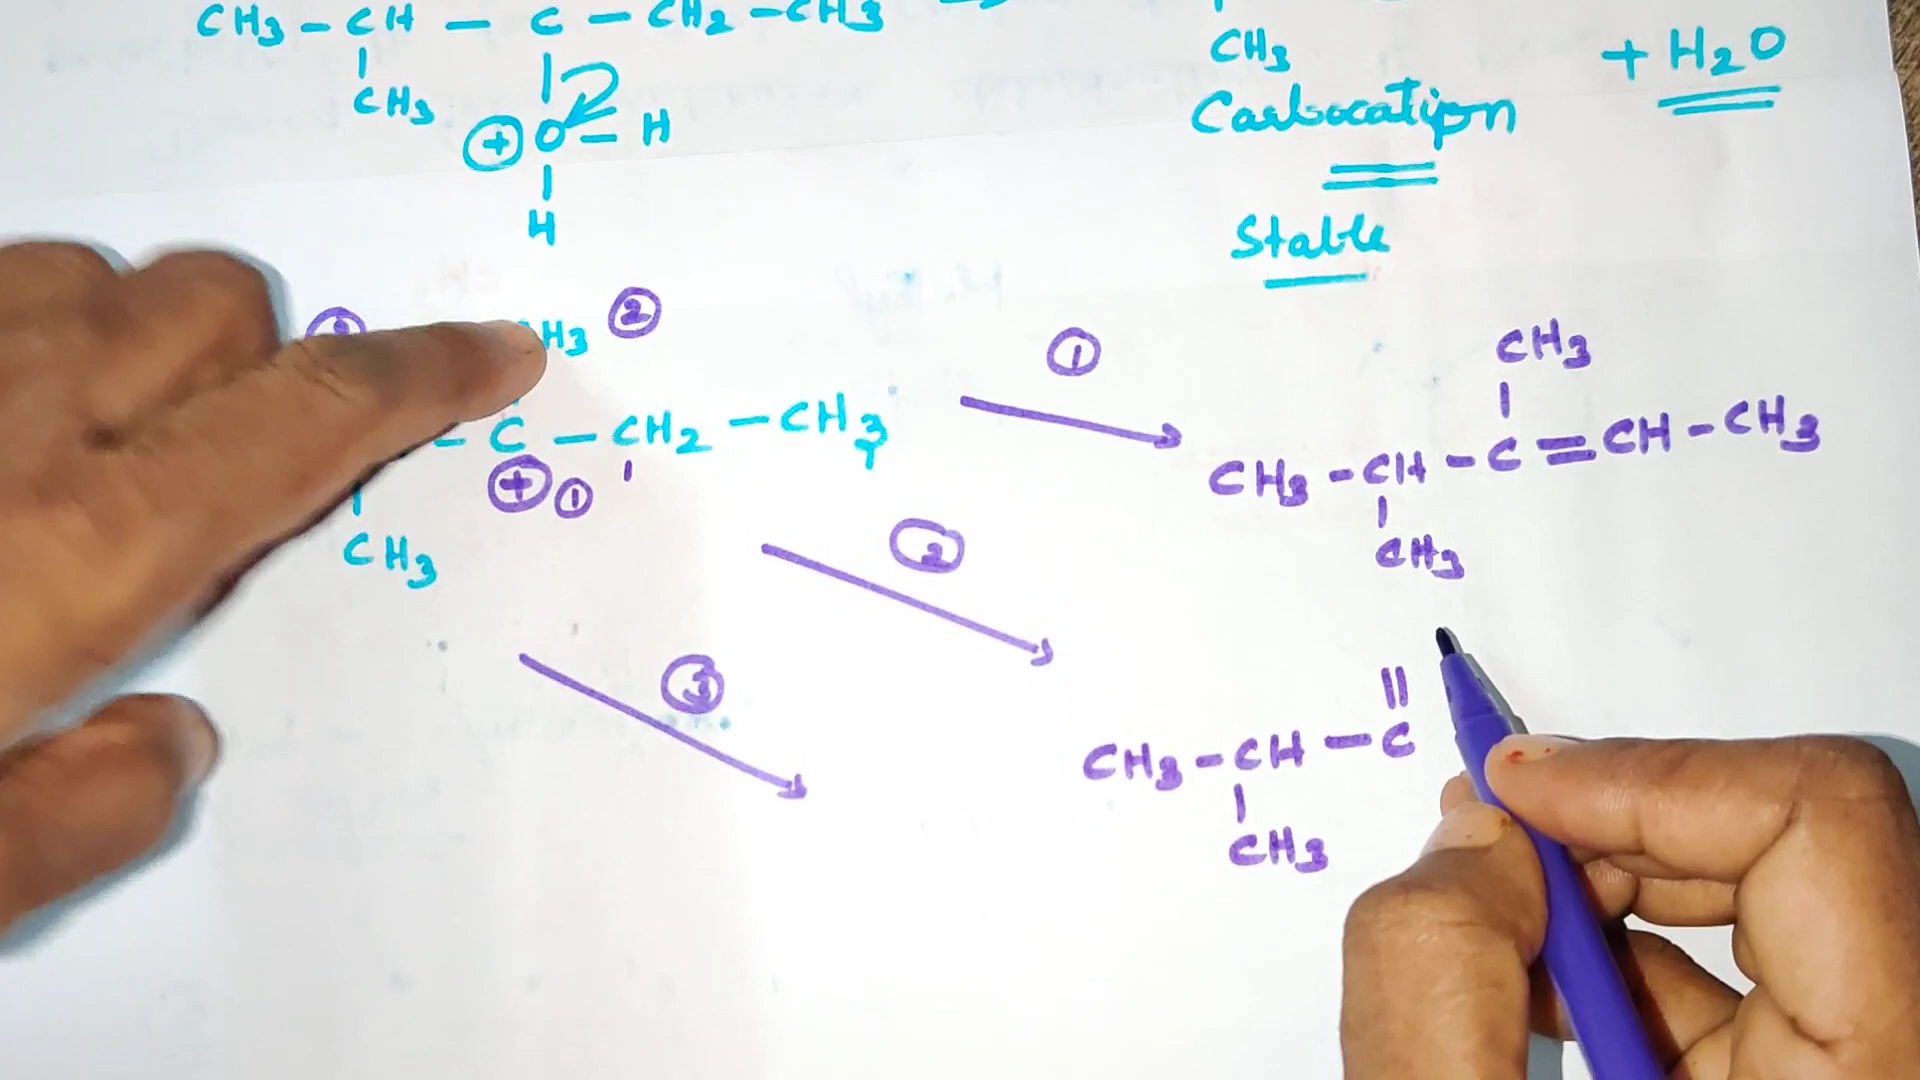 CH3 – CH – C – CH2 – CH3
CH3
+ O – H
H
CH3
Carbocation
+ H2O
Stable
H3 ②
– C – CH2 – CH3
⊕ ①
CH3
①
CH3
CH3 – CH – C = CH – CH3
CH3
②
③
||
CH3 – CH – C
CH3